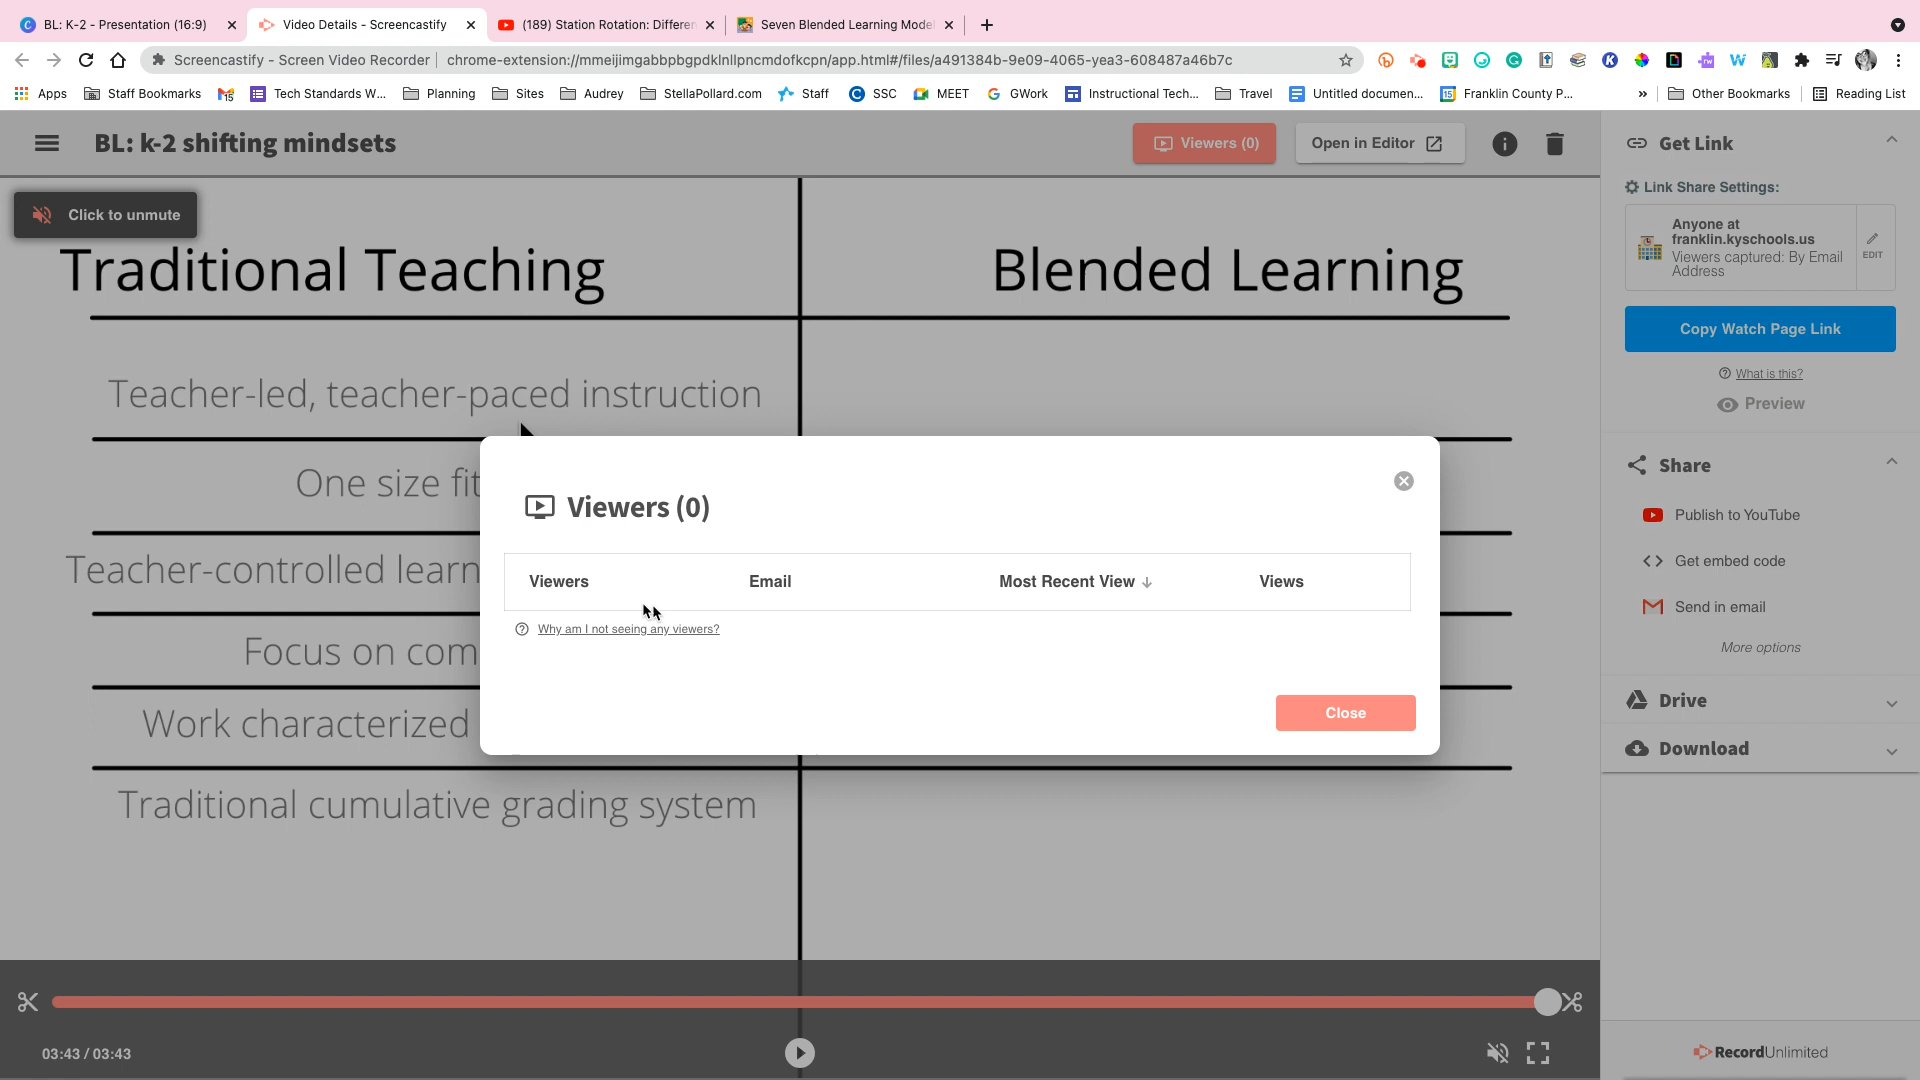 BL: K-2 - Presentation (16:9)
Video Details - Screencastify
(189) Station Rotation: Differen
Seven Blended Learning Model
Screencastify - Screen Video Recorder
chrome-extension://mmeijimgabbpbgpdklnllpncmdofkcpn/app.html#/files/a491384b-9e09-4065-yea3-608487a46b7c
Apps
Staff Bookmarks
15
Tech Standards W...
Planning
Sites
Audrey
StellaPollard.com
Staff
SSC
MEET
GWork
Instructional Tech...
Travel
Untitled documen...
15
Franklin County P...
»
Other Bookmarks
Reading List
BL: k-2 shifting mindsets
Viewers (0)
Open in Editor
Click to unmute
Traditional Teaching
Blended Learning
Teacher-led, teacher-paced instruction
One size fit
Teacher-controlled learn
Focus on com
Work characterized
Traditional cumulative grading system
Viewers (0)
Viewers
Email
Most Recent View
Views
Why am I not seeing any viewers?
Close
03:43 / 03:43
Get Link
Link Share Settings:
Anyone at
franklin.kyschools.us
Viewers captured: By Email
Address
EDIT
Copy Watch Page Link
What is this?
Preview
Share
Publish to YouTube
Get embed code
Send in email
More options
Drive
Download
RecordUnlimited